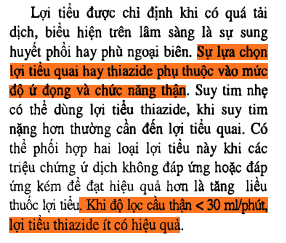 Lợi tiểu được chỉ định khi có quá tải
dịch, biểu hiện trên lâm sàng là sự sung
huyết phổi hay phù ngoại biên. Sự lựa chọn
lợi tiểu quai hay thiazide phụ thuộc vào mức
độ ứ đọng và chức năng thận. Suy tim nhẹ
có thể dùng lợi tiểu thiazide, khi suy tim
nặng hơn thường cần đến lợi tiểu quai. Có
thể phối hợp hai loại lợi tiểu này khi các
triệu chứng ứ dịch không đáp ứng hoặc đáp
ứng kém để đạt hiệu quả hơn là tăng liều
thuốc lợi tiểu. Khi độ lọc cầu thận < 30 ml/phút,
lợi tiểu thiazide ít có hiệu quả.